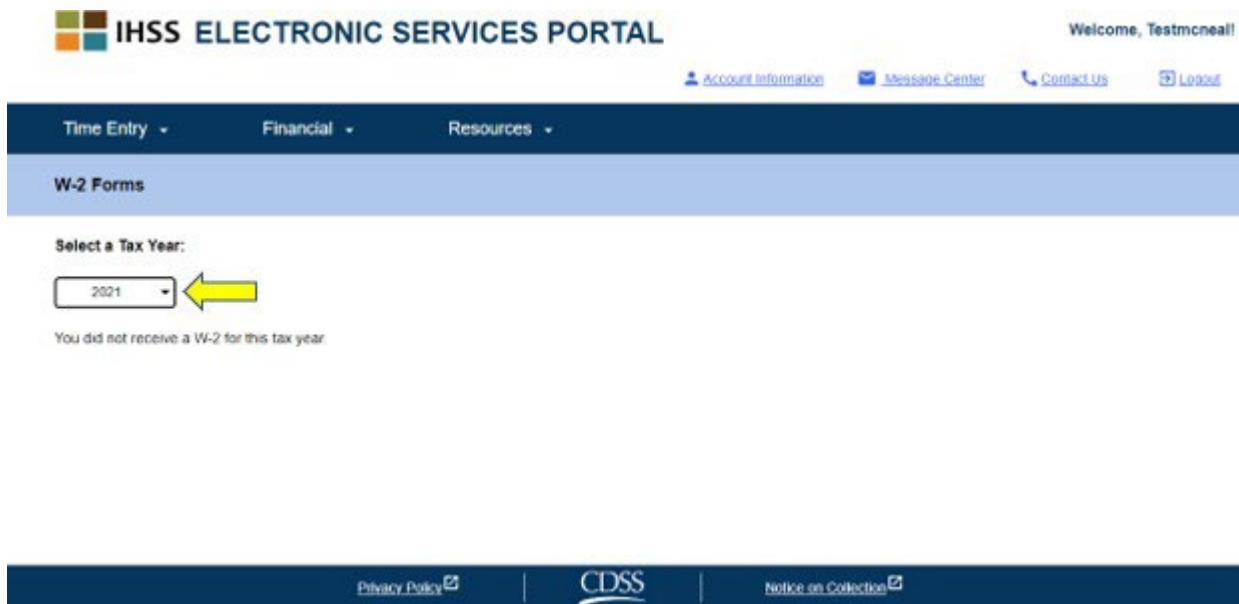 IHSS ELECTRONIC SERVICES PORTAL
Welcome, Testmcneal!
Account Information Message Center Contact Us Logout
Time Entry Financial Resources
W-2 Forms
Select a Tax Year:
2021
You did not receive a W-2 for this tax year.
Privacy Policy CDSS Notice on Collection